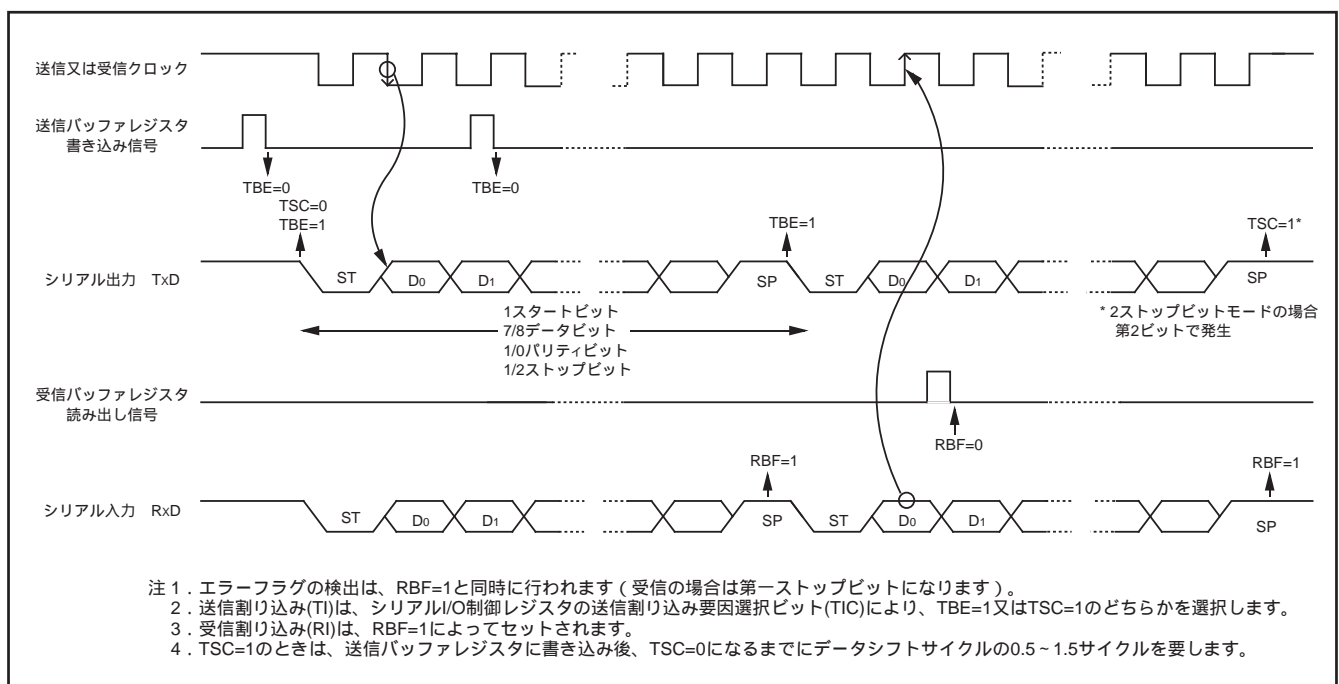 送信又は受信クロック
送信バッファレジスタ
書き込み信号
TBE=0
TBE=0
TSC=0
TBE=1
TBE=1
TSC=1*
シリアル出力 TxD
ST
D0
D1
SP
ST
D0
D1
SP
1スタートビット
7/8データビット
1/0パリティビット
1/2ストップビット
* 2ストップビットモードの場合
第2ビットで発生
受信バッファレジスタ
読み出し信号
RBF=0
RBF=1
RBF=1
シリアル入力 RxD
ST
D0
D1
SP
ST
D0
D1
SP
注 1．エラーフラグの検出は、RBF=1と同時に行われます（受信の場合は第一ストップビットになります）。
2．送信割り込み(TI)は、シリアルI/O制御レジスタの送信割り込み要因選択ビット(TIC)により、TBE=1又はTSC=1のどちらかを選択します。
3．受信割り込み(RI)は、RBF=1によってセットされます。
4．TSC=1のときは、送信バッファレジスタに書き込み後、TSC=0になるまでにデータシフトサイクルの0.5～1.5サイクルを要します。